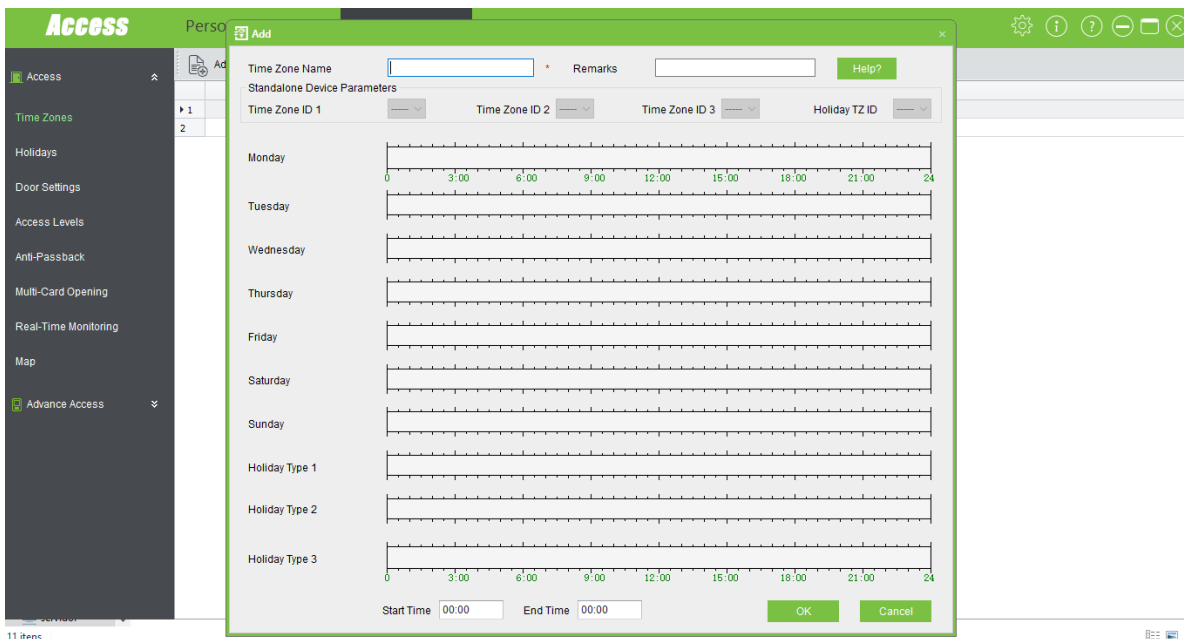 Access
Perso
Add
Access
Time Zones
Holidays
Door Settings
Access Levels
Anti-Passback
Multi-Card Opening
Real-Time Monitoring
Map
Advance Access
Ad
1
2
Time Zone Name * Remarks Help?
Standalone Device Parameters
Time Zone ID 1 ----- Time Zone ID 2 ----- Time Zone ID 3 ----- Holiday TZ ID -----
Monday
0 3:00 6:00 9:00 12:00 15:00 18:00 21:00 24
Tuesday
Wednesday
Thursday
Friday
Saturday
Sunday
Holiday Type 1
Holiday Type 2
Holiday Type 3
0 3:00 6:00 9:00 12:00 15:00 18:00 21:00 24
Start Time 00:00 End Time 00:00 OK Cancel
11 itens